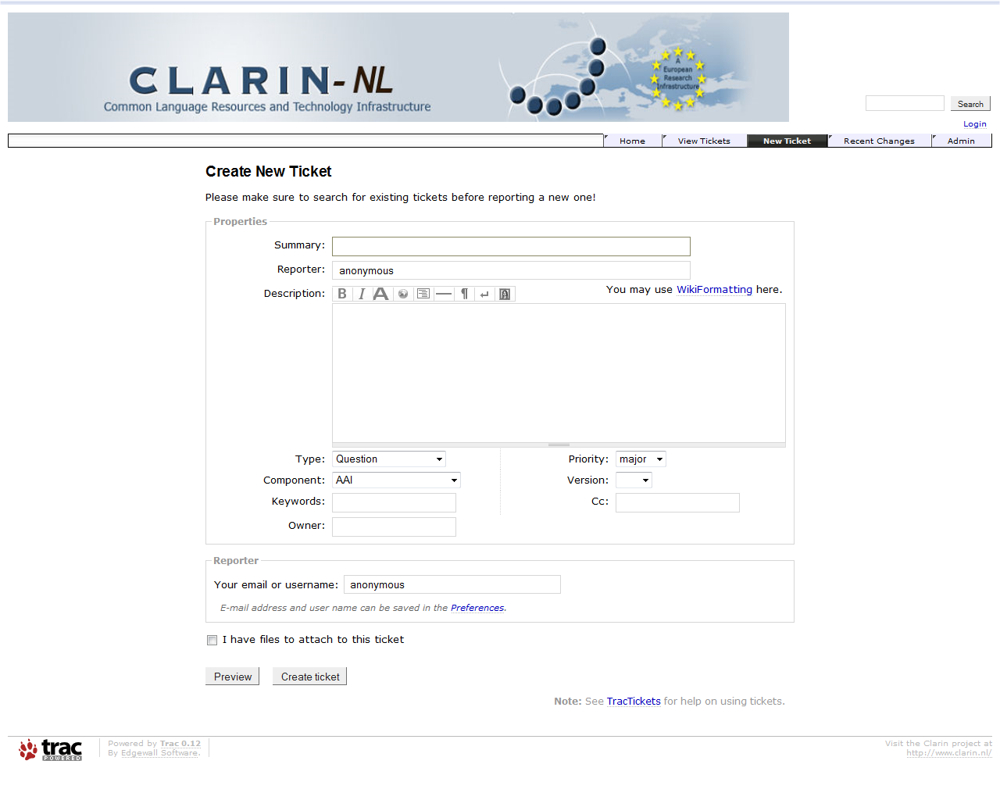 CLARIN-NL
Common Language Resources and Technology Infrastructure
A
European
Research
Infrastructure
Search
Login
Home View Tickets New Ticket Recent Changes Admin
Create New Ticket
Please make sure to search for existing tickets before reporting a new one!
Properties
Summary:
Reporter: anonymous
Description: B I A ¶ You may use WikiFormatting here.
Type: Question Priority: major
Component: AAI Version:
Keywords: Cc:
Owner:
Reporter
Your email or username: anonymous
E-mail address and user name can be saved in the Preferences.
I have files to attach to this ticket
Preview Create ticket
Note: See TracTickets for help on using tickets.
trac
POWERED
Powered by Trac 0.12
By Edgewall Software.
Visit the Clarin project at
http://www.clarin.nl/